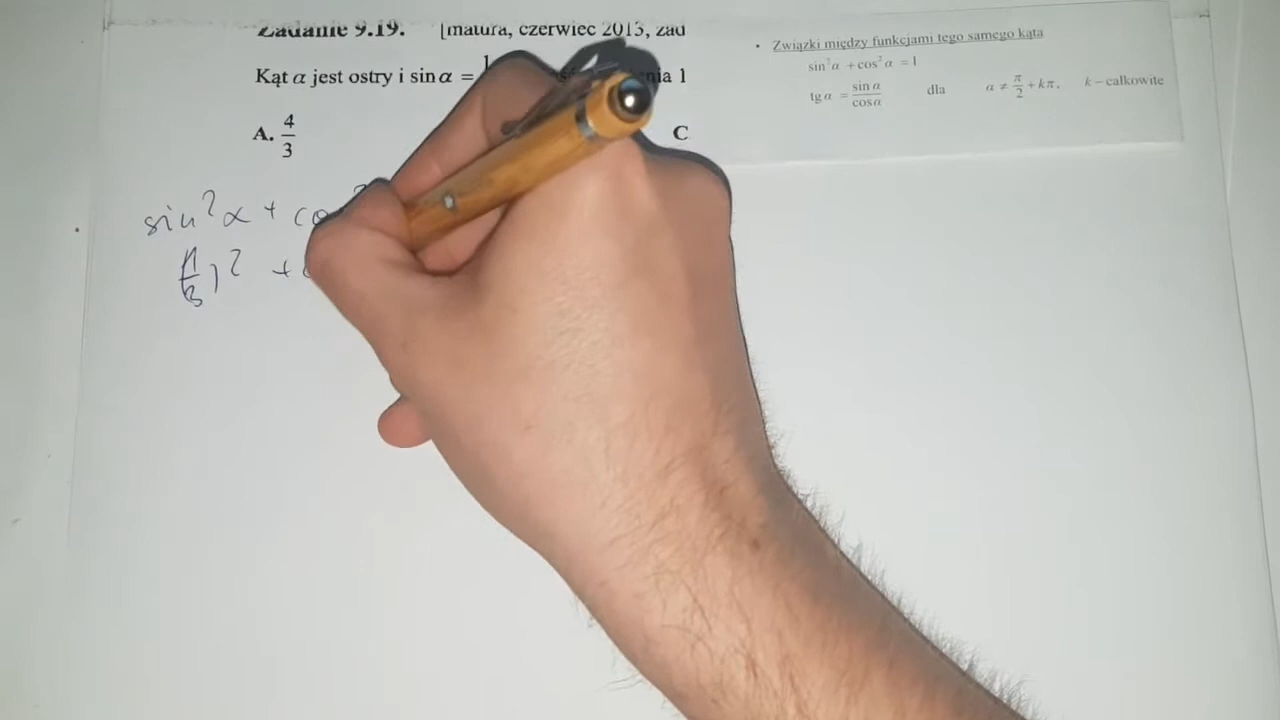 Zadanie 9.19. [matura, czerwiec 2013, zad
Kąt α jest ostry i sin α = 1
A. 4/3 C
sin²α + co
1/3)² +
• Związki między funkcjami tego samego kąta
sin²α + cos²α = 1
tg α = sin α/cos α dla α ≠ π/2 + kπ, k – całkowite